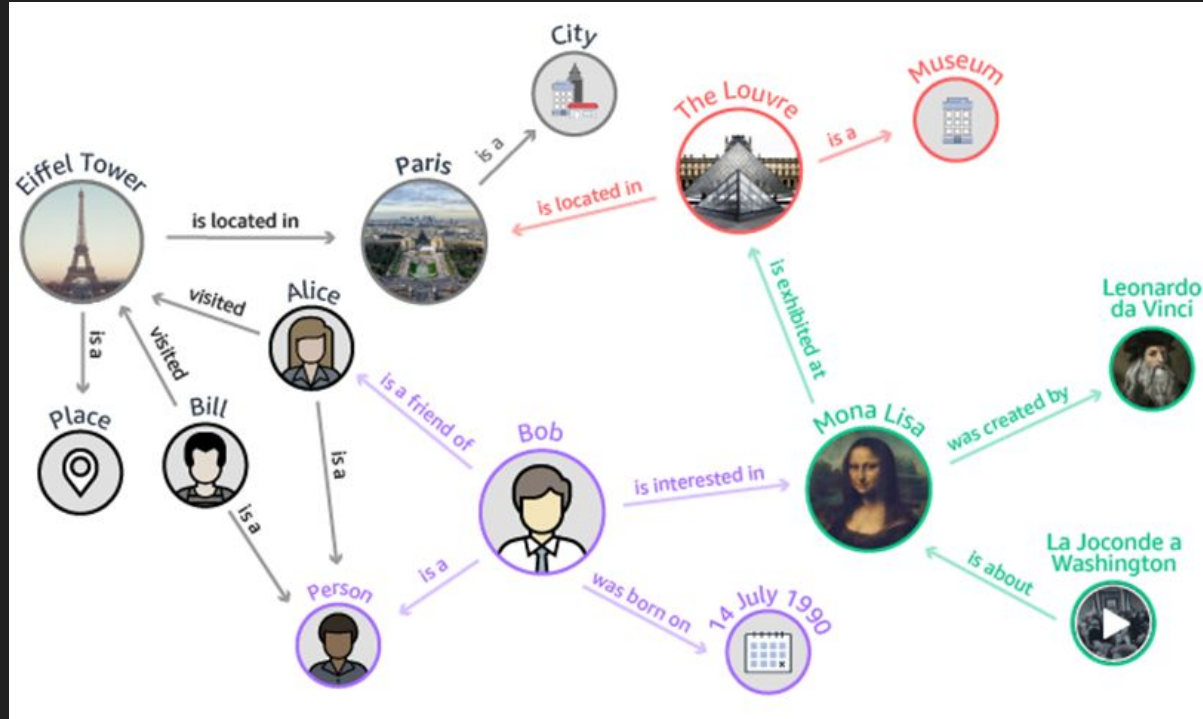 City
Museum
The Louvre
is a
is a
Paris
Eiffel Tower
is located in
is located in
Leonardo
da Vinci
is exhibited at
Alice
visited
visited
is a
was created by
is a friend of
Bill
Place
Mona Lisa
Bob
is a
is interested in
is a
La Joconde a
Washington
is about
is a
was born on
Person
14 July 1990